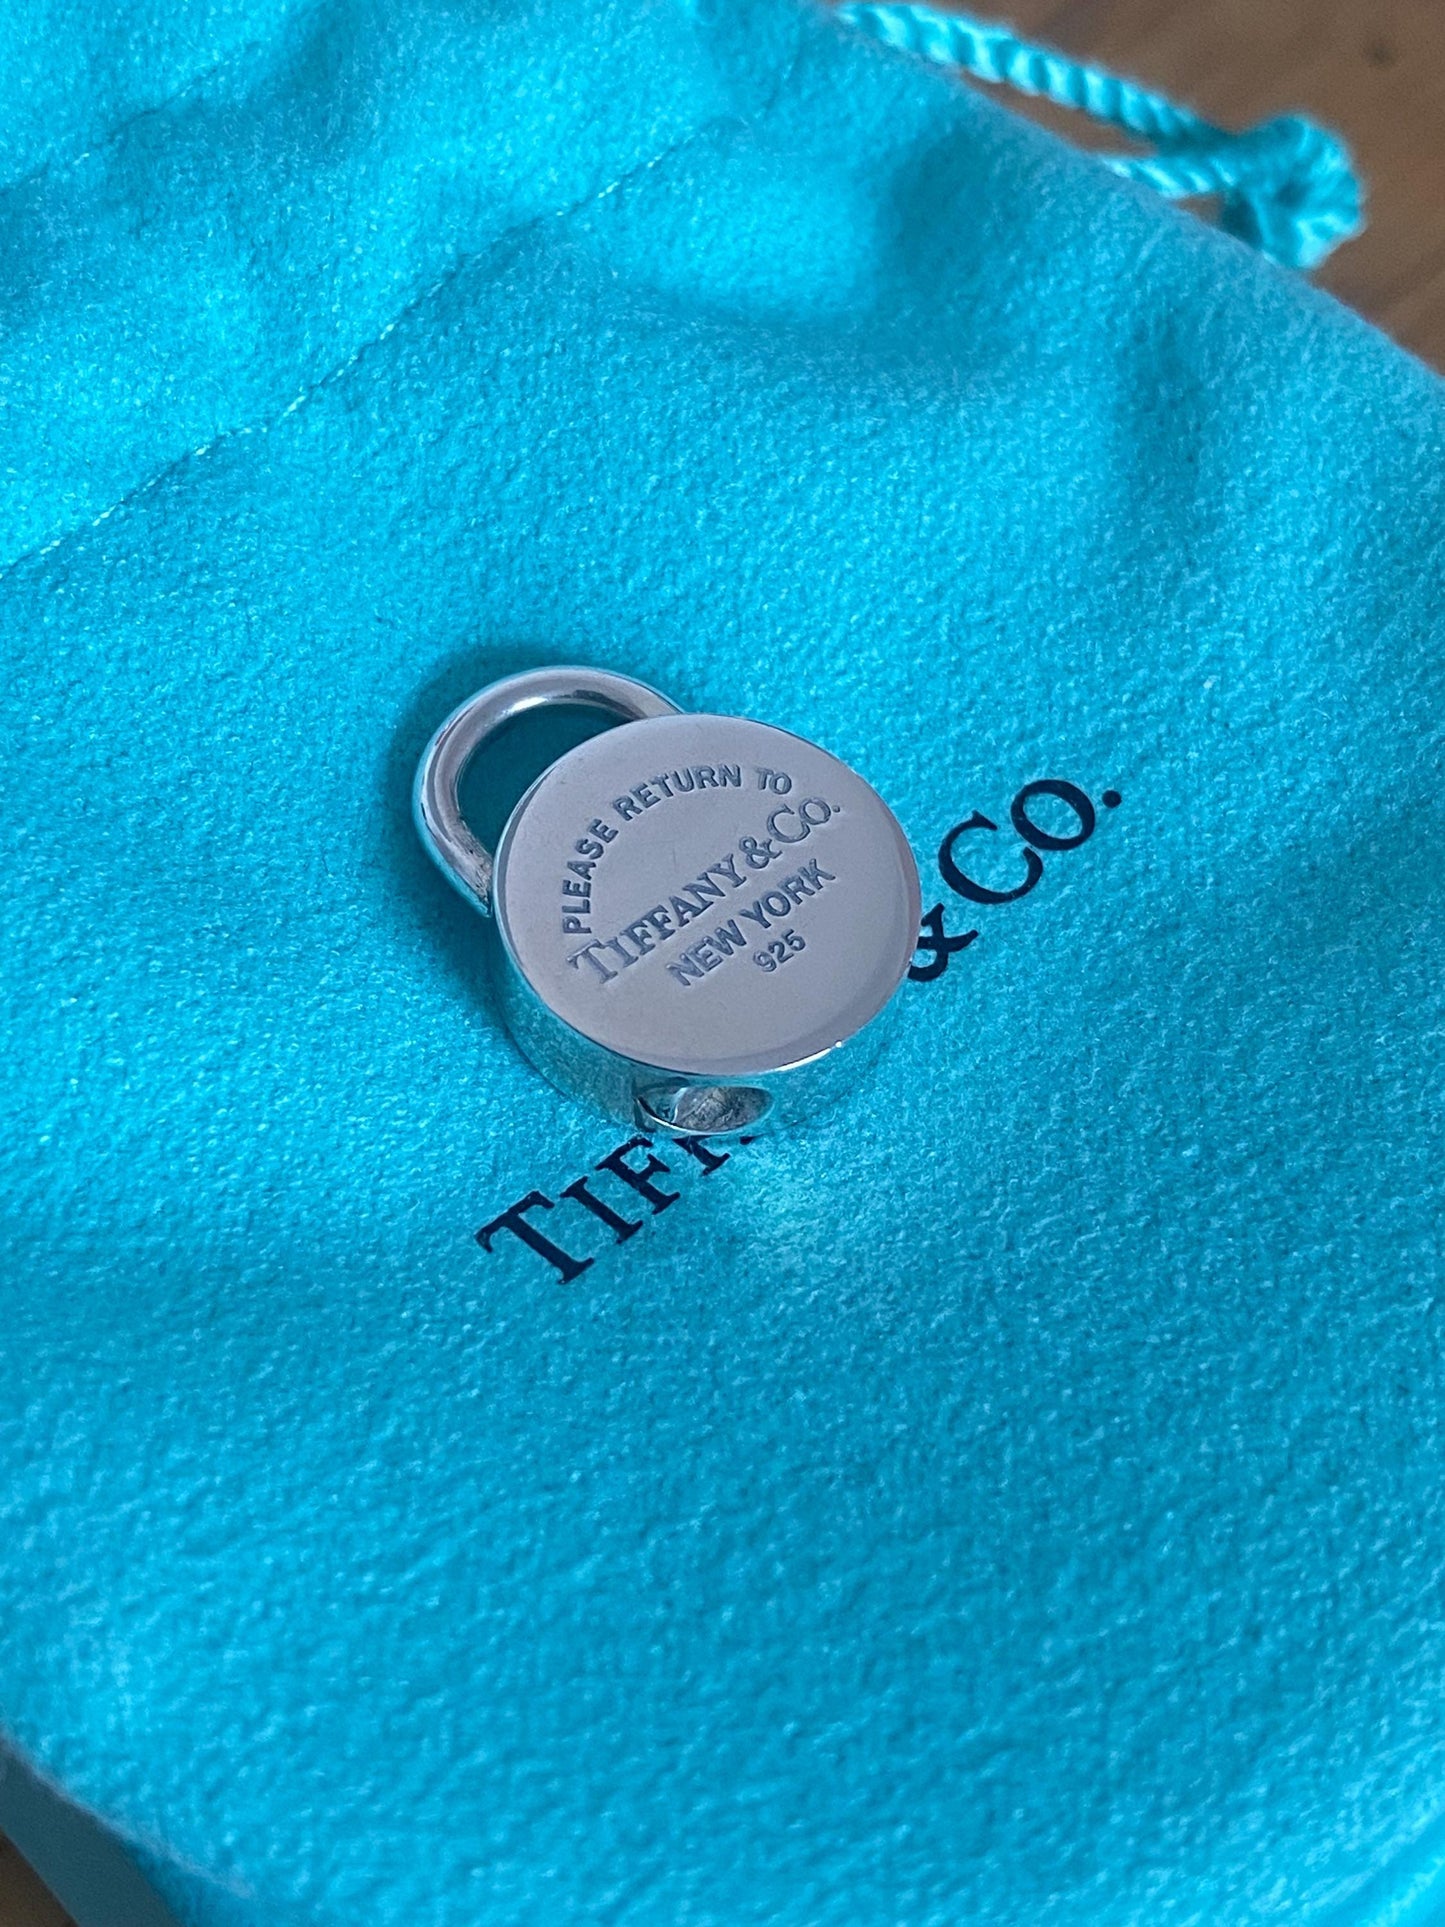 PLEASE RETURN TO
TIFFANY & CO.
NEW YORK
925
& CO.